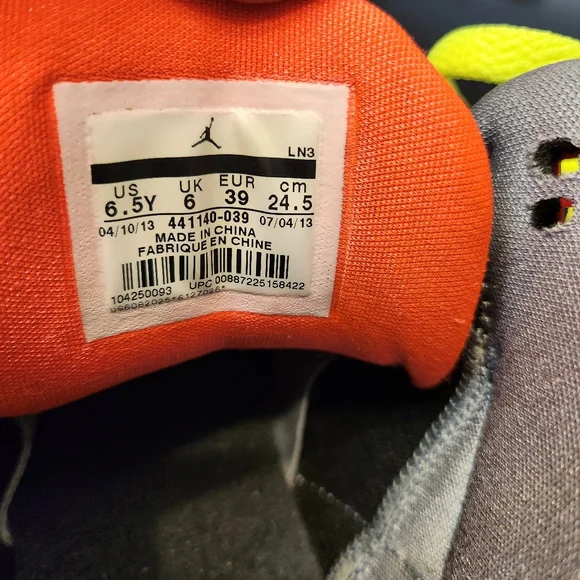 LN3
US UK EUR cm
6.5Y 6 39 24.5
04/10/13 441140-039 07/04/13
MADE IN CHINA
FABRIQUE EN CHINE
104250093 UPC 00887225158422